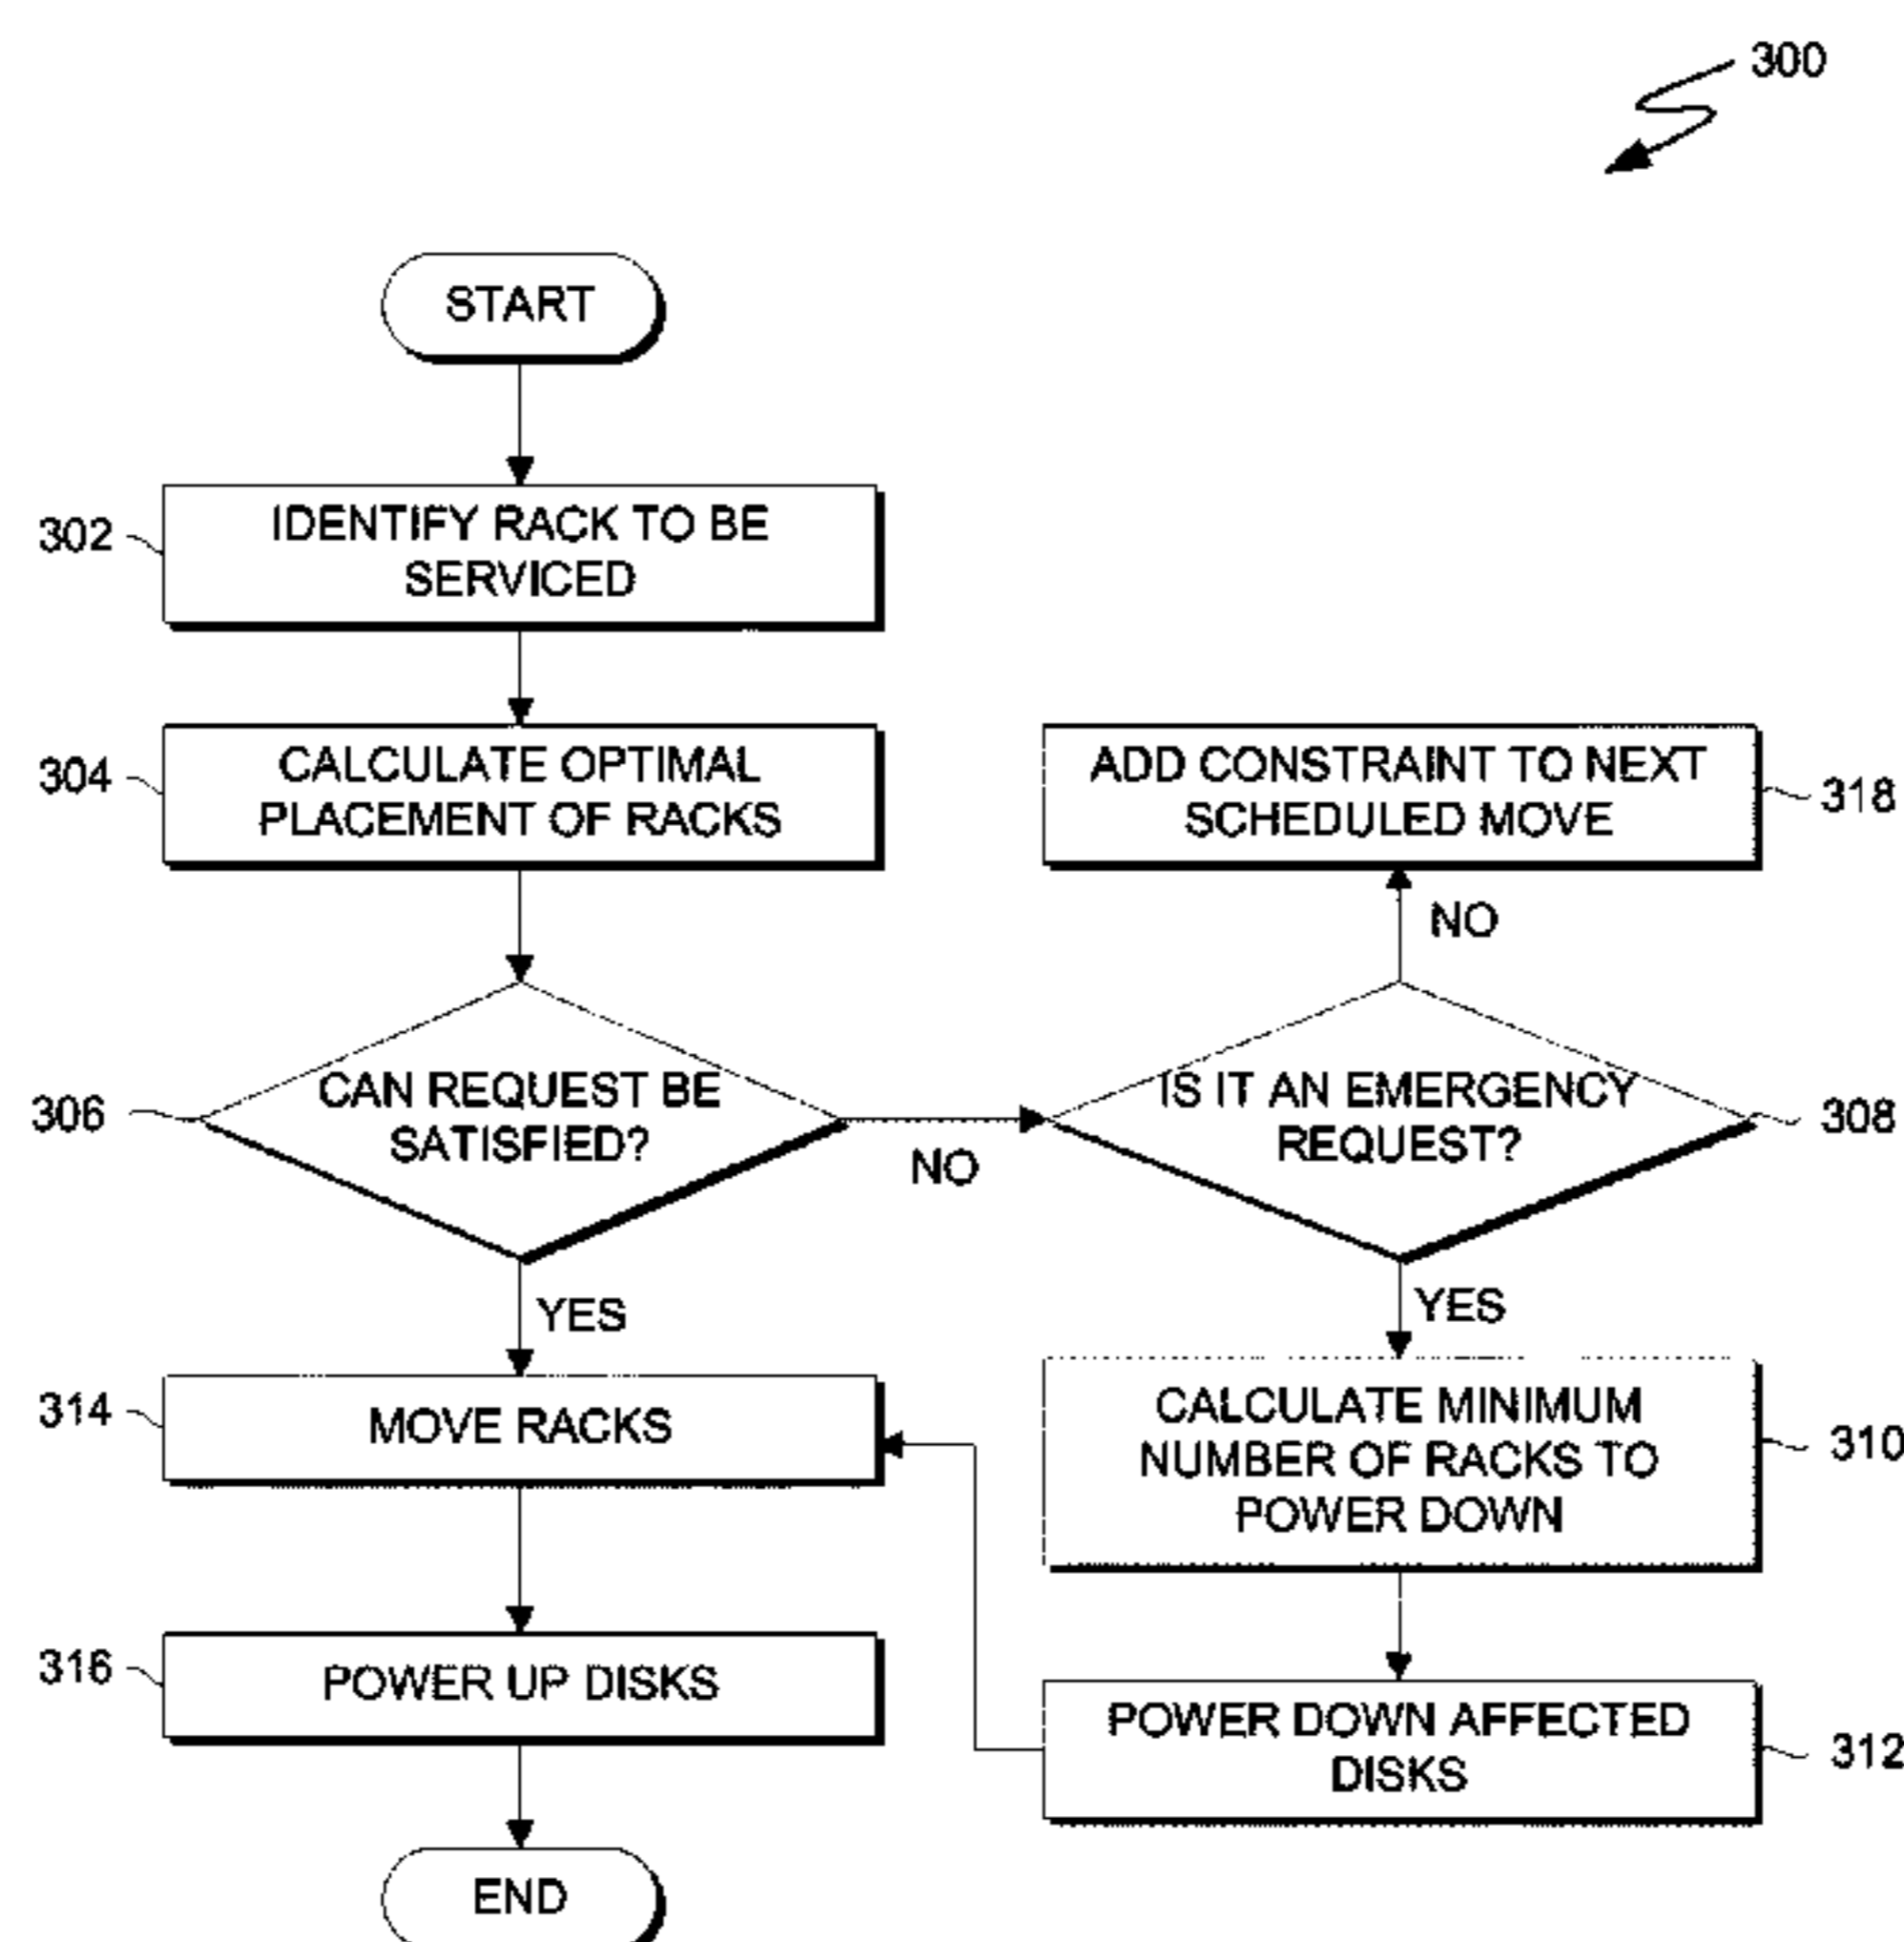 300
START
302
IDENTIFY RACK TO BE
SERVICED
304
CALCULATE OPTIMAL
PLACEMENT OF RACKS
ADD CONSTRAINT TO NEXT
SCHEDULED MOVE
318
NO
306
CAN REQUEST BE
SATISFIED?
NO
IS IT AN EMERGENCY
REQUEST?
308
YES
YES
314
MOVE RACKS
CALCULATE MINIMUM
NUMBER OF RACKS TO
POWER DOWN
310
316
POWER UP DISKS
POWER DOWN AFFECTED
DISKS
312
END